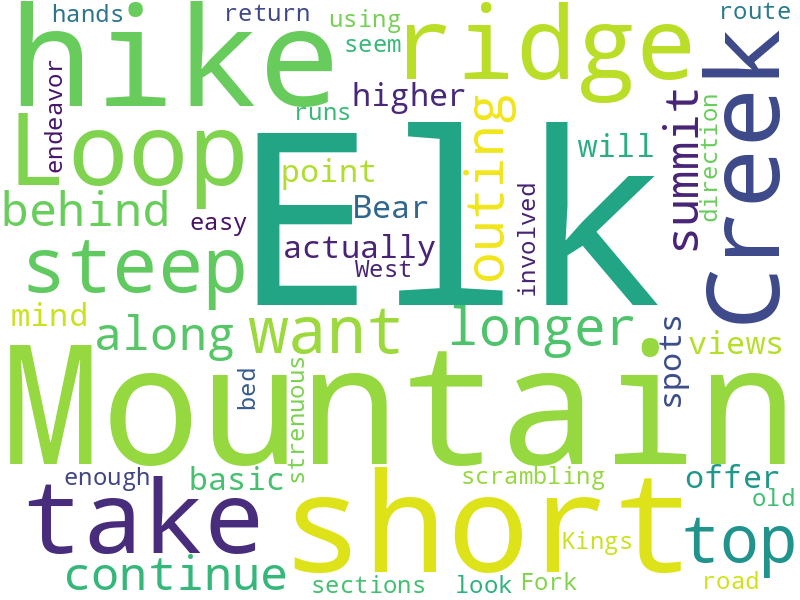 hands return using route
hike ridge creek
seem
endeavor higher
runs
Loop Elk outing summit direction
will
point
behind Bear involved
easy actually
steep West
mind along want longer
spots views
Mountain
bed strenuous
enough basic scrambling offer
take short old
top
Kings
continue
sections look Fork road